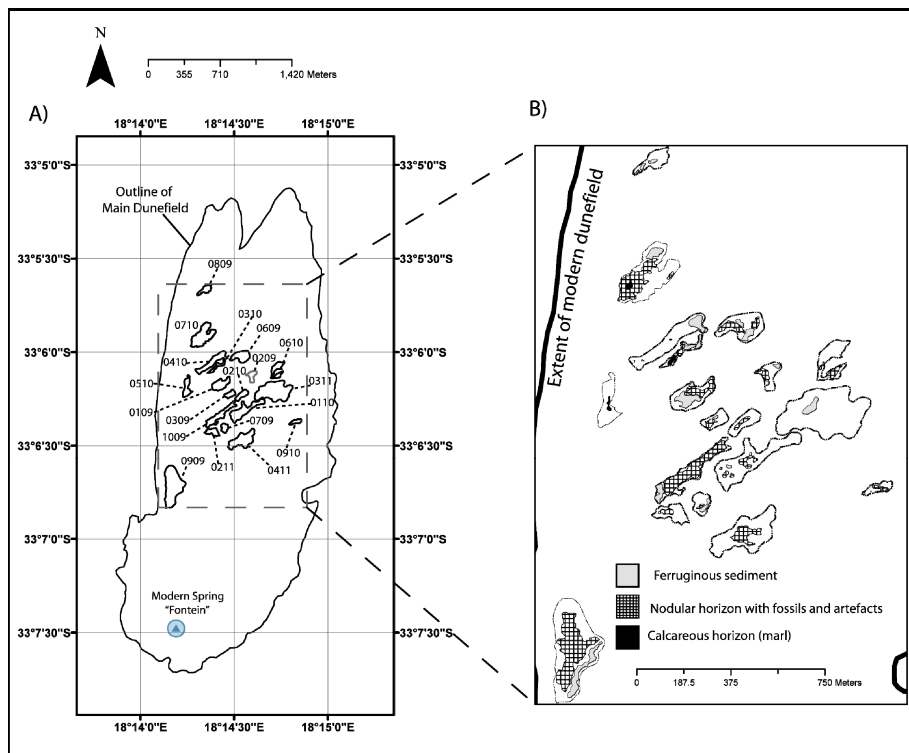 N
0 355 710 1,420 Meters
A)
18°14'0"E 18°14'30"E 18°15'0"E
33°5'0"S 33°5'0"S
Outline of
Main Dunefield
33°5'30"S 33°5'30"S
0809
0310
0710 0609
33°6'0"S 33°6'0"S
0610
0410 0209
0210
0510 0311
0109 0110
0309 0709
1009
33°6'30"S 33°6'30"S
0910
0909 0211 0411
33°7'0"S 33°7'0"S
Modern Spring
"Fontein"
33°7'30"S 33°7'30"S
18°14'0"E 18°14'30"E 18°15'0"E
B)
Extent of modern dunefield
Ferruginous sediment
Nodular horizon with fossils and artefacts
Calcareous horizon (marl)
0 187.5 375 750 Meters